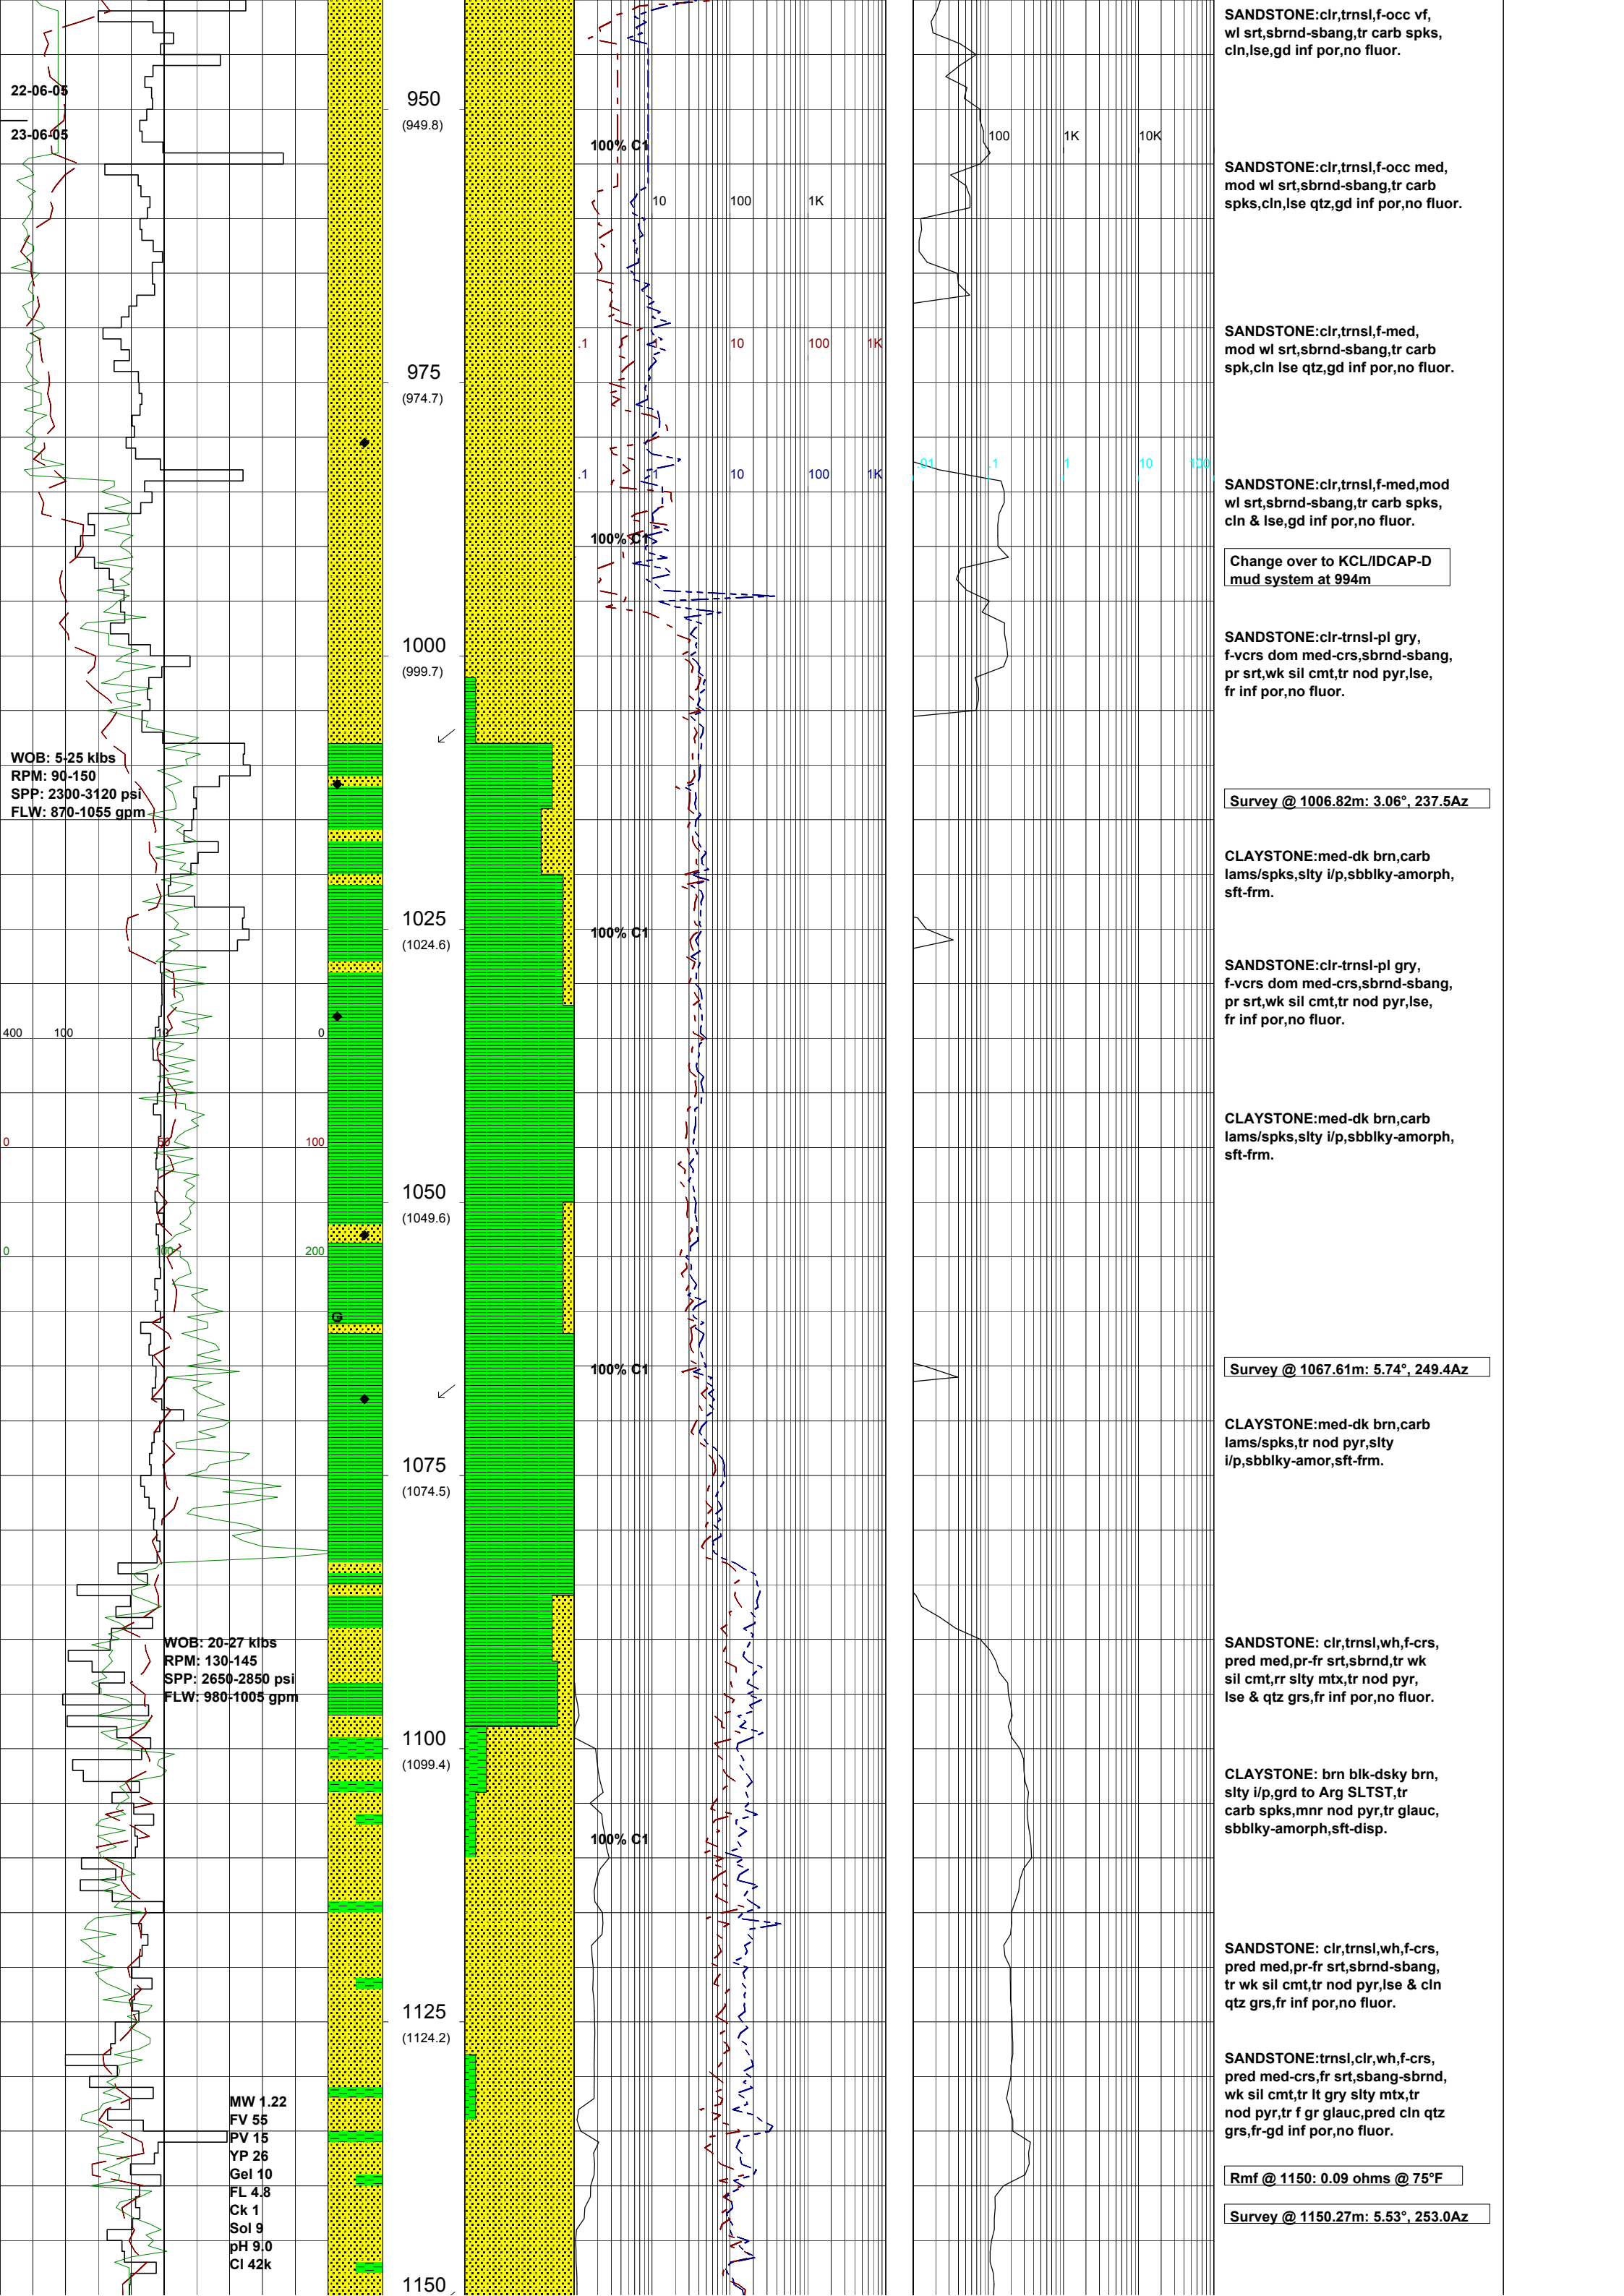 SANDSTONE:clr,trnsl,f-occ vf,
wl srt,sbrnd-sbang,tr carb spks,
cln,lse,gd inf por,no fluor.
22-06-05
23-06-05
950
(949.8)
100% C1
100 1K 10K
10 100 1K
SANDSTONE:clr,trnsl,f-occ med,
mod wl srt,sbrnd-sbang,tr carb
spks,cln,lse qtz,gd inf por,no fluor.
SANDSTONE:clr,trnsl,f-med,
mod wl srt,sbrnd-sbang,tr carb
spk,cln lse qtz,gd inf por,no fluor.
.1 1 10 100 1K
975
(974.7)
.1 1 10 100 1K
.01 .1 1 10 100
SANDSTONE:clr,trnsl,f-med,mod
wl srt,sbrnd-sbang,tr carb spks,
cln & lse,gd inf por,no fluor.
100% C1
Change over to KCL/IDCAP-D
mud system at 994m
1000
(999.7)
SANDSTONE:clr-trnsl-pl gry,
f-vcrs dom med-crs,sbrnd-sbang,
pr srt,wk sil cmt,tr nod pyr,lse,
fr inf por,no fluor.
WOB: 5-25 klbs
RPM: 90-150
SPP: 2300-3120 psi
FLW: 870-1055 gpm
Survey @ 1006.82m: 3.06°, 237.5Az
CLAYSTONE:med-dk brn,carb
lams/spks,slty i/p,sbblky-amorph,
sft-frm.
1025
(1024.6)
100% C1
SANDSTONE:clr-trnsl-pl gry,
f-vcrs dom med-crs,sbrnd-sbang,
pr srt,wk sil cmt,tr nod pyr,lse,
fr inf por,no fluor.
400 100 10 0
CLAYSTONE:med-dk brn,carb
lams/spks,slty i/p,sbblky-amorph,
sft-frm.
0 50 100
1050
(1049.6)
0 100 200
G
100% C1
Survey @ 1067.61m: 5.74°, 249.4Az
CLAYSTONE:med-dk brn,carb
lams/spks,tr nod pyr,slty
i/p,sbblky-amor,sft-frm.
1075
(1074.5)
WOB: 20-27 klbs
RPM: 130-145
SPP: 2650-2850 psi
FLW: 980-1005 gpm
SANDSTONE: clr,trnsl,wh,f-crs,
pred med,pr-fr srt,sbrnd,tr wk
sil cmt,rr slty mtx,tr nod pyr,
lse & qtz grs,fr inf por,no fluor.
1100
(1099.4)
CLAYSTONE: brn blk-dsky brn,
slty i/p,grd to Arg SLTST,tr
carb spks,mnr nod pyr,tr glauc,
sbblky-amorph,sft-disp.
100% C1
SANDSTONE: clr,trnsl,wh,f-crs,
pred med,pr-fr srt,sbrnd-sbang,
tr wk sil cmt,tr nod pyr,lse & cln
qtz grs,fr inf por,no fluor.
1125
(1124.2)
SANDSTONE:trnsl,clr,wh,f-crs,
pred med-crs,fr srt,sbang-sbrnd,
wk sil cmt,tr lt gry slty mtx,tr
nod pyr,tr f gr glauc,pred cln qtz
grs,fr-gd inf por,no fluor.
MW 1.22
FV 55
PV 15
YP 26
Gel 10
FL 4.8
Ck 1
Sol 9
pH 9.0
Cl 42k
Rmf @ 1150: 0.09 ohms @ 75°F
Survey @ 1150.27m: 5.53°, 253.0Az
1150